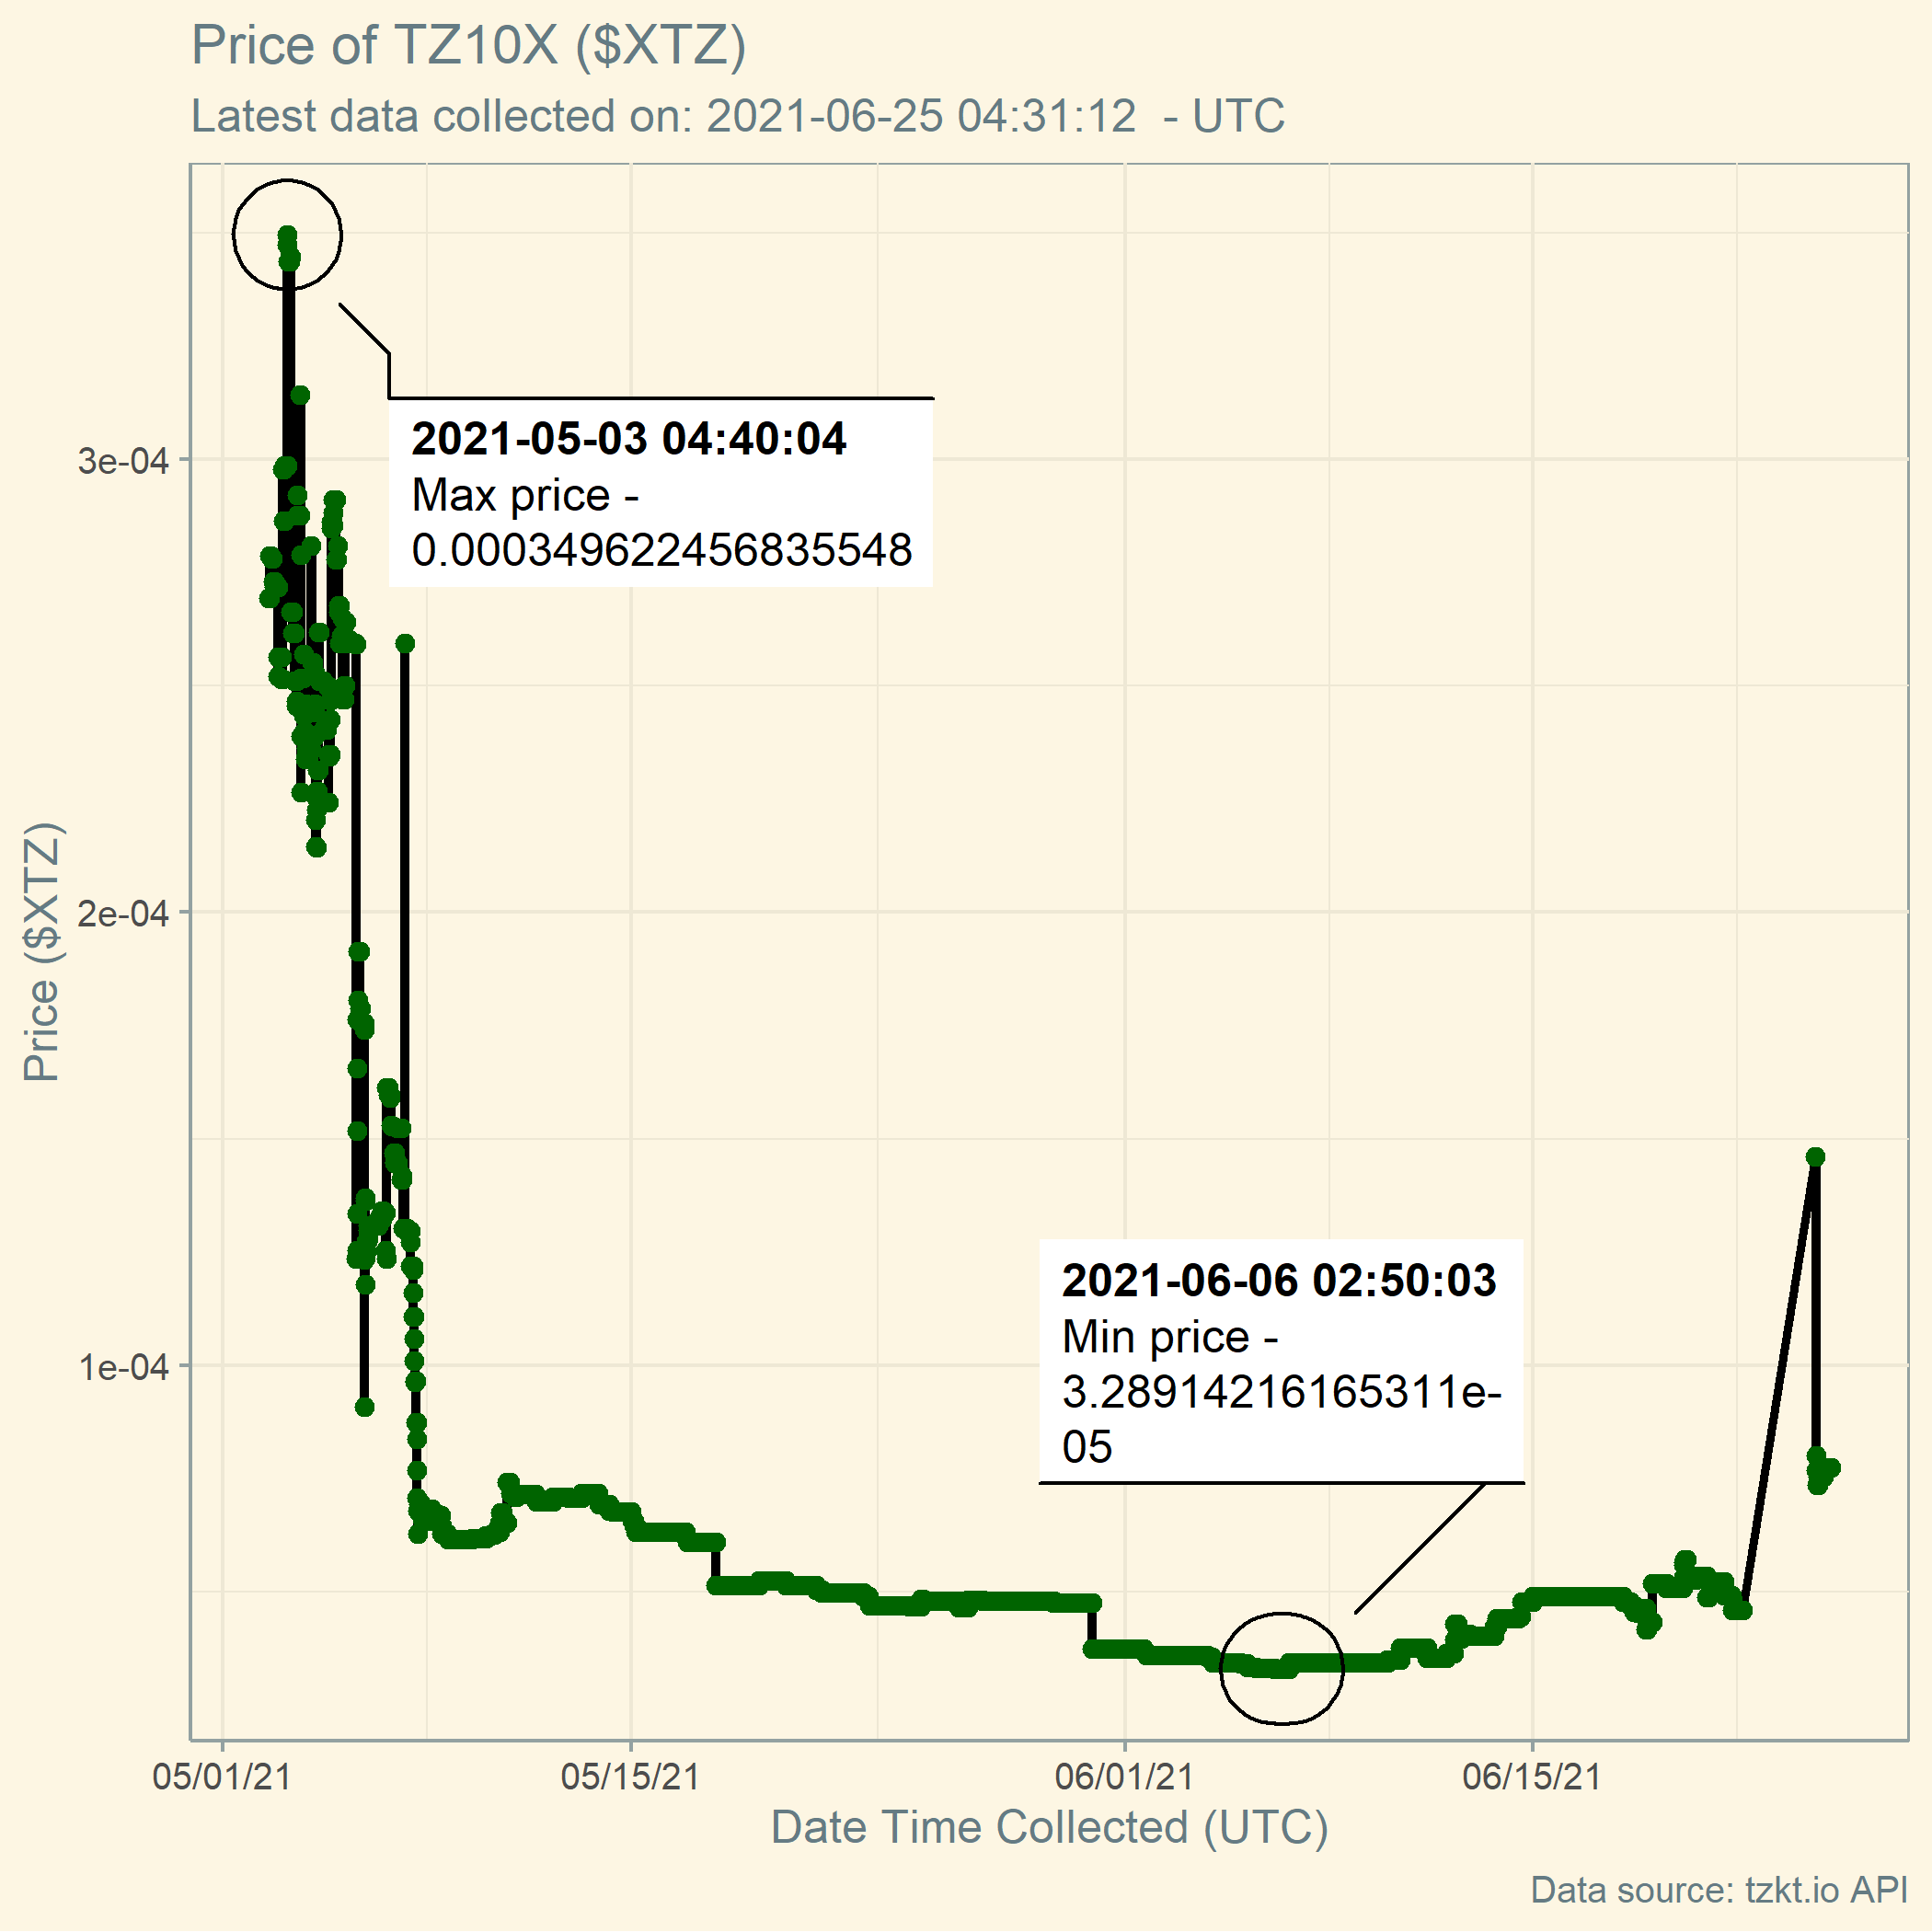 Price of TZ10X ($XTZ)
Latest data collected on: 2021-06-25 04:31:12  - UTC
2021-05-03 04:40:04
Max price -
0.000349622456835548
3e-04
2e-04
1e-04
Price ($XTZ)
2021-06-06 02:50:03
Min price -
3.28914216165311e-
05
05/01/21
05/15/21
06/01/21
06/15/21
Date Time Collected (UTC)
Data source: tzkt.io API